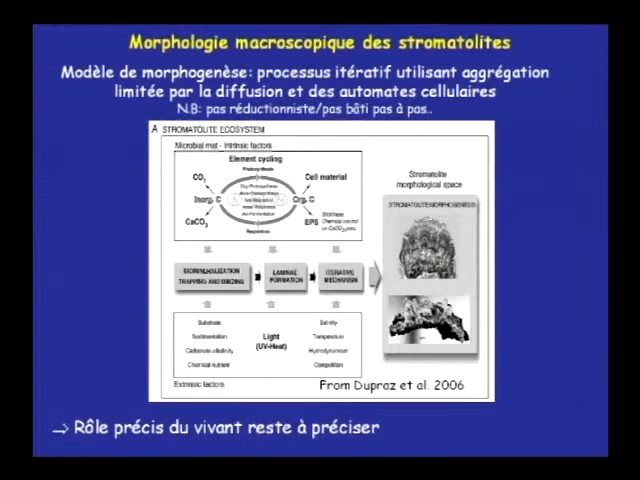 Morphologie macroscopique des stromatolites
Modèle de morphogenèse: processus itératif utilisant aggrégation
limitée par la diffusion et des automates cellulaires
N.B: pas réductionniste/pas bâti pas à pas..
A STROMATOLITE ECOSYSTEM
Microbial mat - Intrinsic factors
Element cycling
Photosynthesis
CO2
Cell material
Inorg. C
Org. C
CaCO3
EPS
Respiration
Stromatolite
morphological space
STROMATOLITE MORPHOGENESIS
BIOMINERALIZATION
TRAPPING AND BINDING
LAMINAE
FORMATION
ITERATIVE
MECHANISM
Substrate
Sedimentation
Carbonate alkalinity
Chemical nutrient
Light
(UV-Heat)
Salinity
Temperature
Hydrodynamism
Competition
Extrinsic factors
From Dupraz et al. 2006
⇒ Rôle précis du vivant reste à préciser